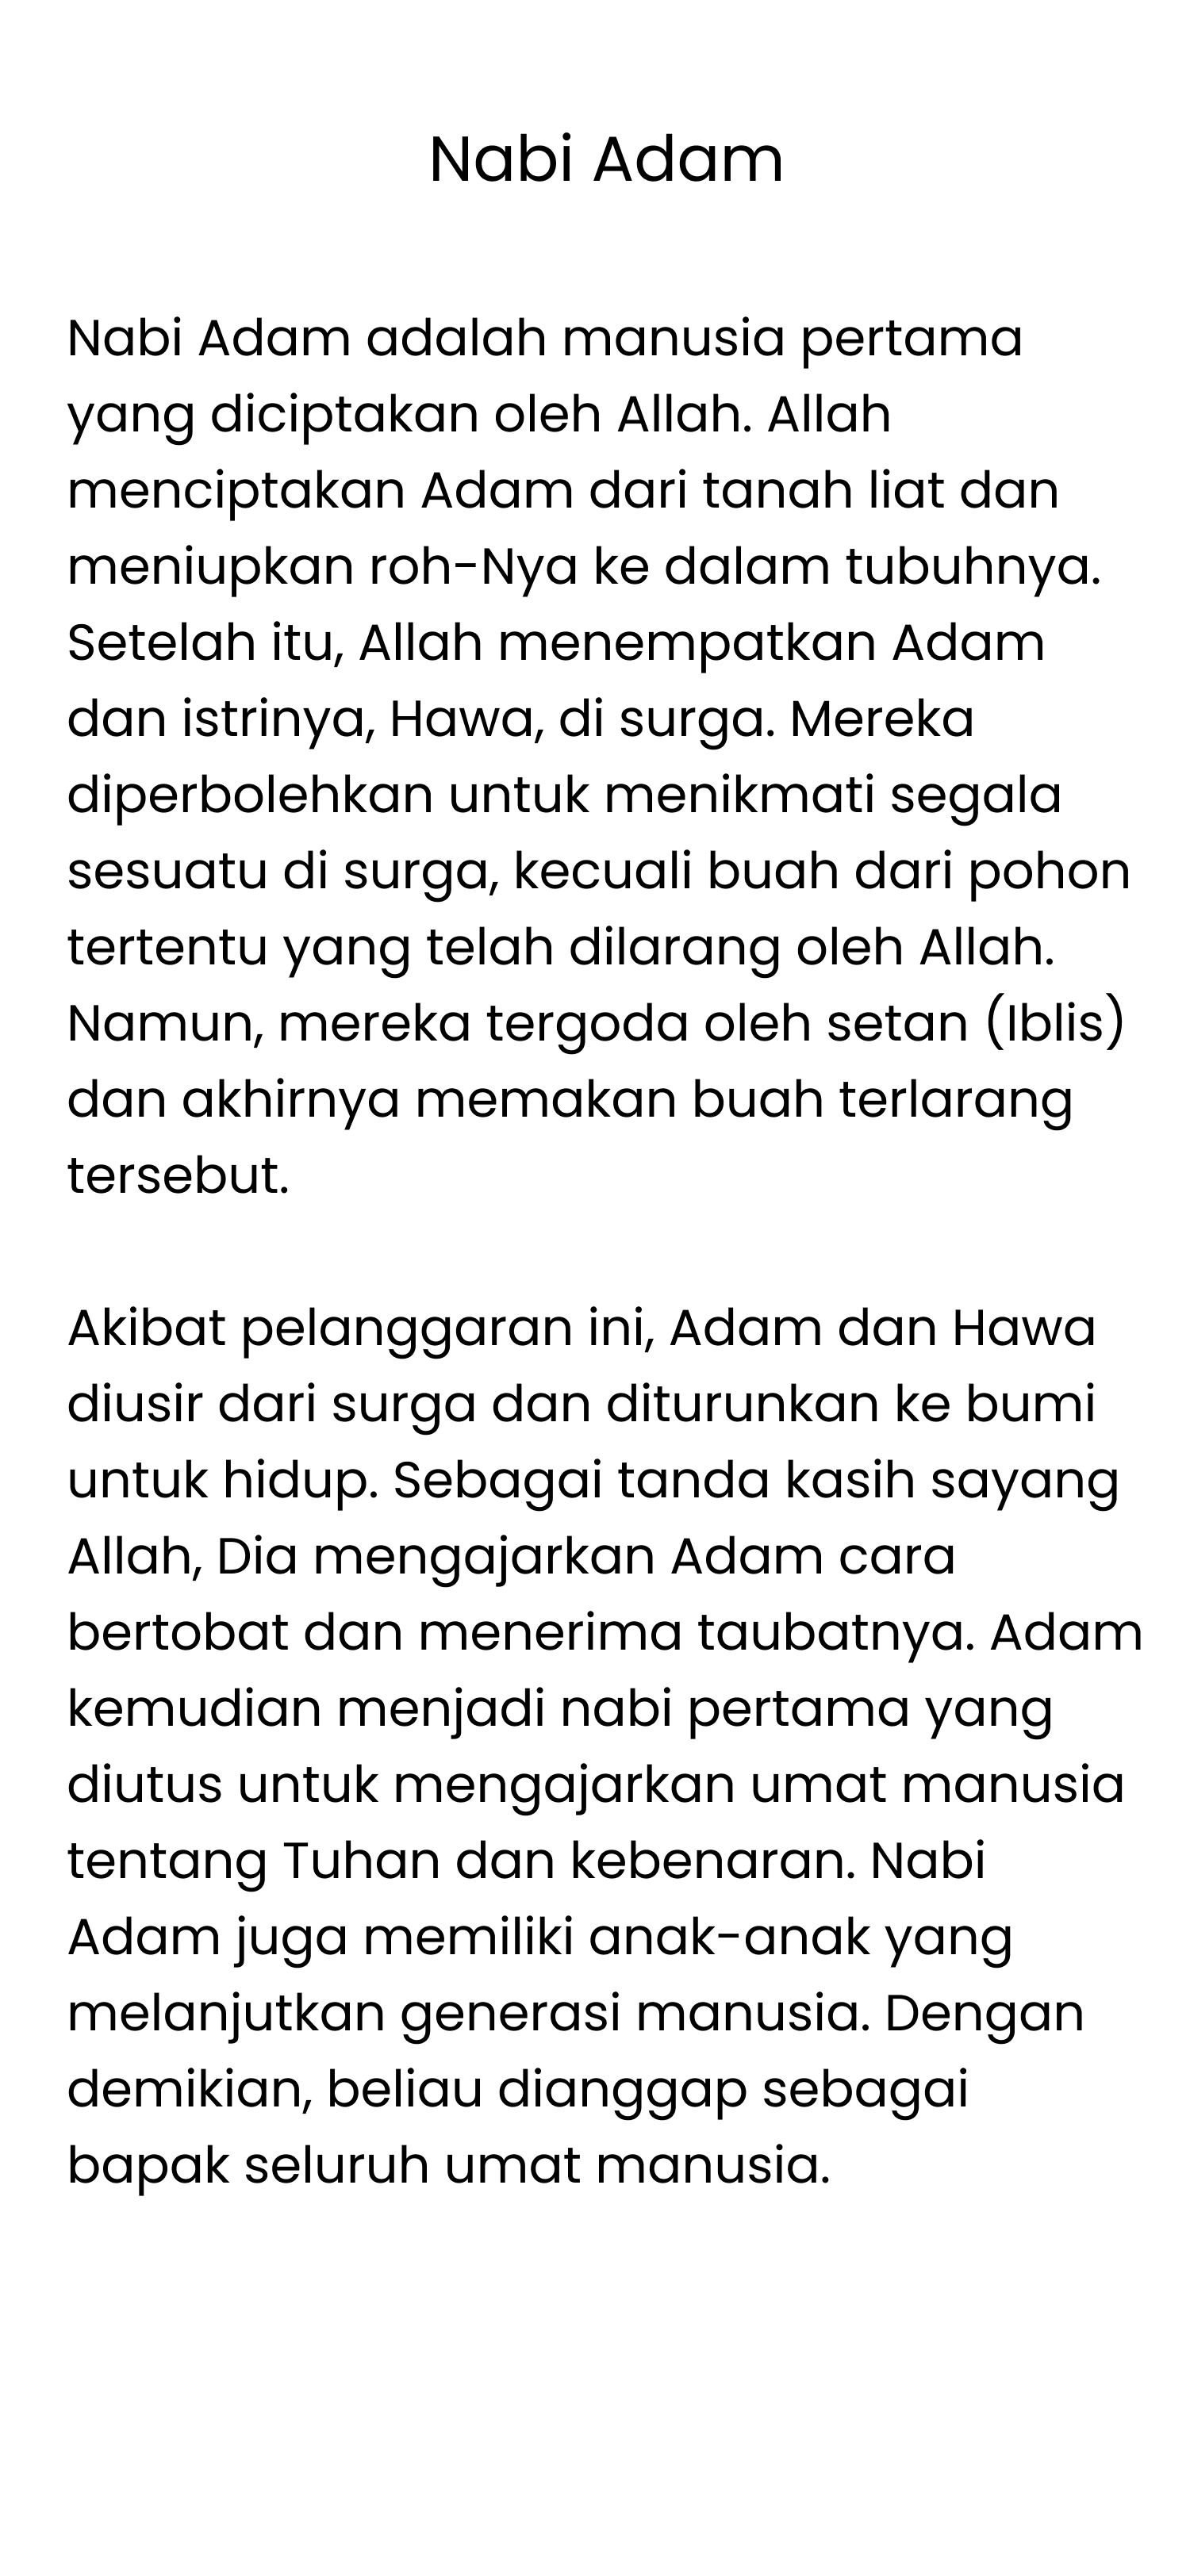 Nabi Adam
Nabi Adam adalah manusia pertama
yang diciptakan oleh Allah. Allah
menciptakan Adam dari tanah liat dan
meniupkan roh-Nya ke dalam tubuhnya.
Setelah itu, Allah menempatkan Adam
dan istrinya, Hawa, di surga. Mereka
diperbolehkan untuk menikmati segala
sesuatu di surga, kecuali buah dari pohon
tertentu yang telah dilarang oleh Allah.
Namun, mereka tergoda oleh setan (Iblis)
dan akhirnya memakan buah terlarang
tersebut.
Akibat pelanggaran ini, Adam dan Hawa
diusir dari surga dan diturunkan ke bumi
untuk hidup. Sebagai tanda kasih sayang
Allah, Dia mengajarkan Adam cara
bertobat dan menerima taubatnya. Adam
kemudian menjadi nabi pertama yang
diutus untuk mengajarkan umat manusia
tentang Tuhan dan kebenaran. Nabi
Adam juga memiliki anak-anak yang
melanjutkan generasi manusia. Dengan
demikian, beliau dianggap sebagai
bapak seluruh umat manusia.